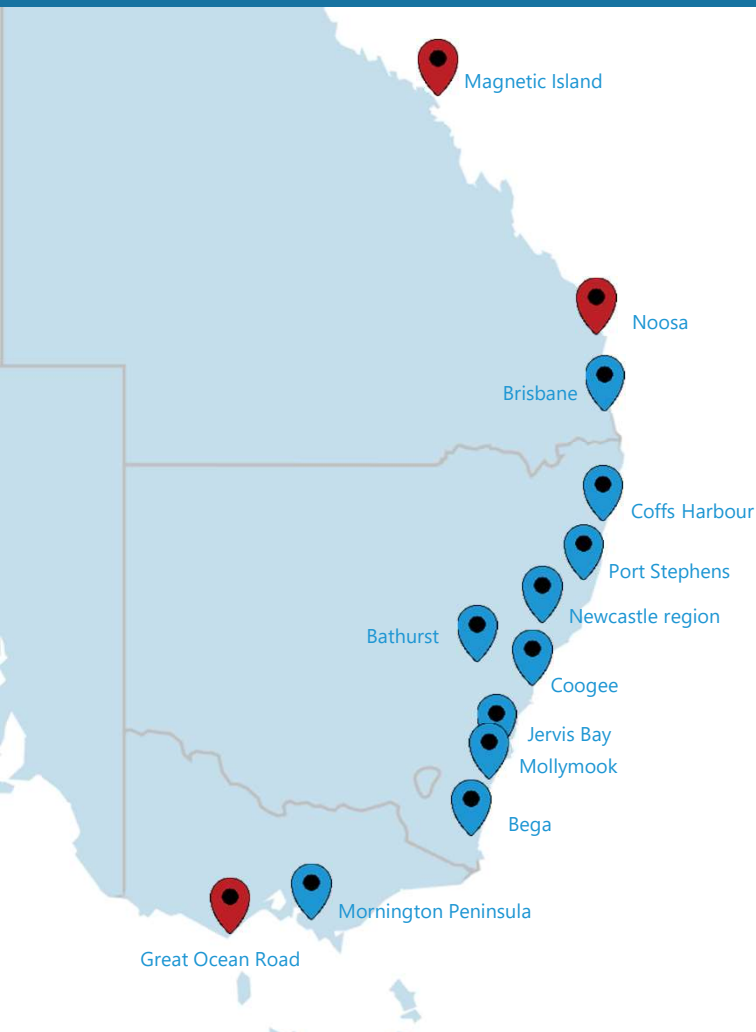 Magnetic Island
Noosa
Brisbane
Coffs Harbour
Port Stephens
Newcastle region
Bathurst
Coogee
Jervis Bay
Mollymook
Bega
Mornington Peninsula
Great Ocean Road